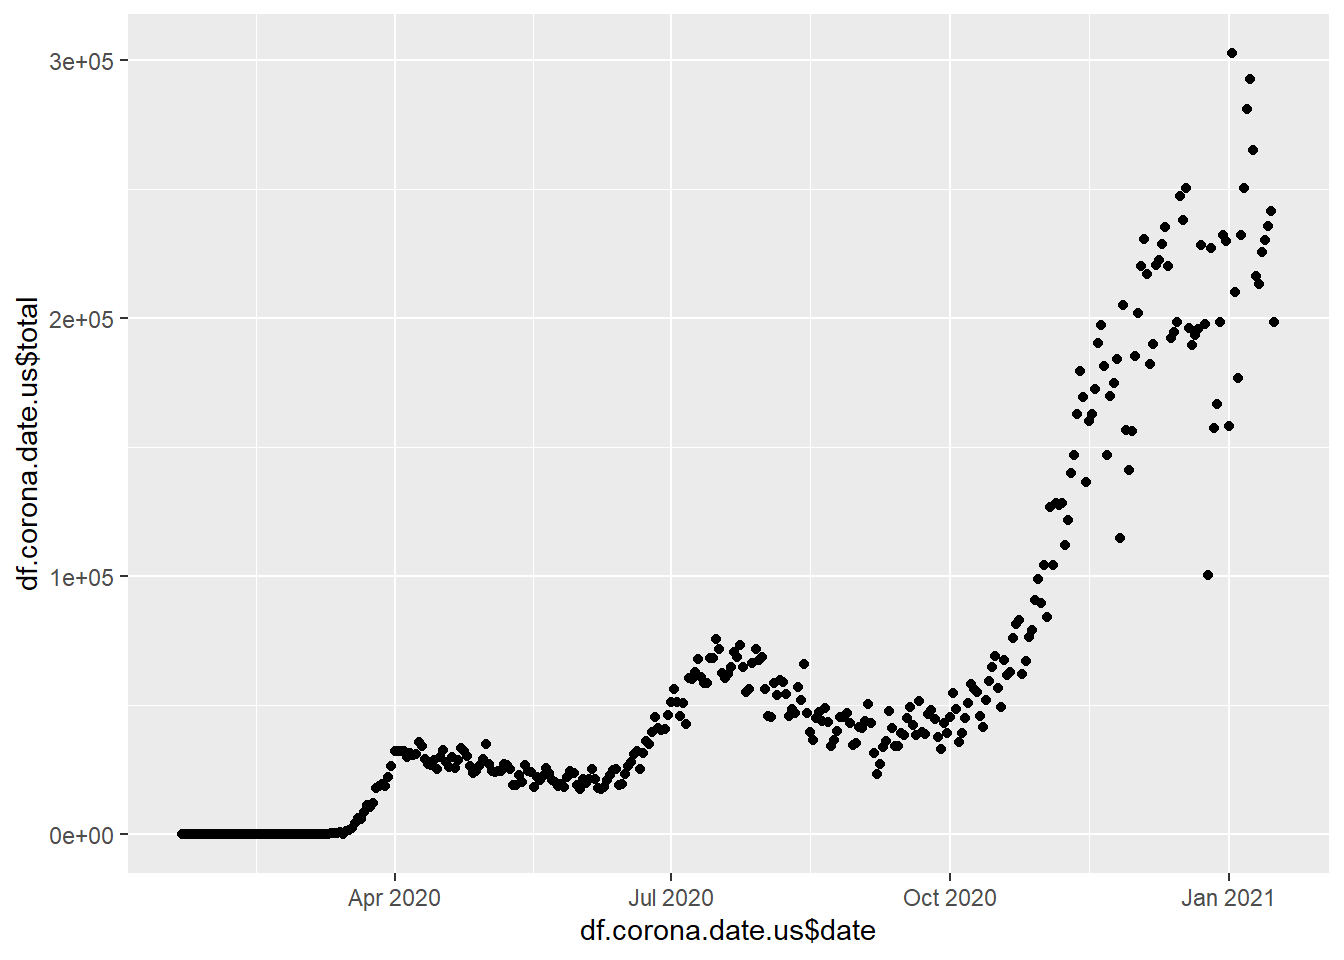 3e+05
2e+05
1e+05
0e+00
df.corona.date.us$total
Apr 2020
Jul 2020
Oct 2020
Jan 2021
df.corona.date.us$date